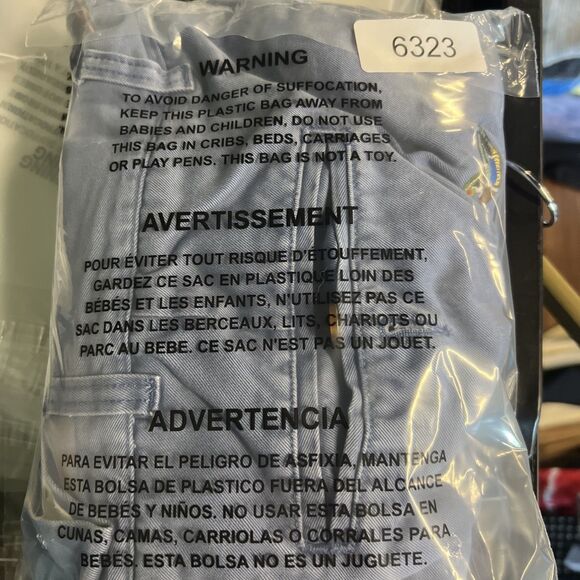 6323
WARNING
TO AVOID DANGER OF SUFFOCATION,
KEEP THIS PLASTIC BAG AWAY FROM
BABIES AND CHILDREN, DO NOT USE
THIS BAG IN CRIBS, BEDS, CARRIAGES
OR PLAY PENS. THIS BAG IS NOT A TOY.
AVERTISSEMENT
POUR ÉVITER TOUT RISQUE D'ETOUFFEMENT,
GARDEZ CE SAC EN PLASTIQUE LOIN DES
BÉBÉS ET LES ENFANTS, N'UTILISEZ PAS CE
SAC DANS LES BERCEAUX, LITS, CHARIOTS OU
PARC AU BEBE. CE SAC N'EST PAS UN JOUET.
ADVERTENCIA
PARA EVITAR EL PELIGRO DE ASFIXIA, MANTENGA
ESTA BOLSA DE PLASTICO FUERA DEL ALCANCE
DE BEBÉS Y NIÑOS. NO USAR ESTA BOLSA EN
CUNAS, CAMAS, CARRIOLAS O CORRALES PARA
BEBÉS. ESTA BOLSA NO ES UN JUGUETE.